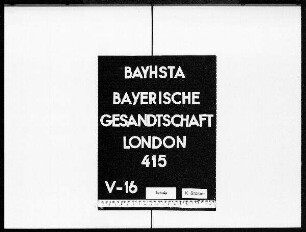 BAYHSTA
BAYERISCHE
GESANDTSCHAFT
LONDON
415
V-16